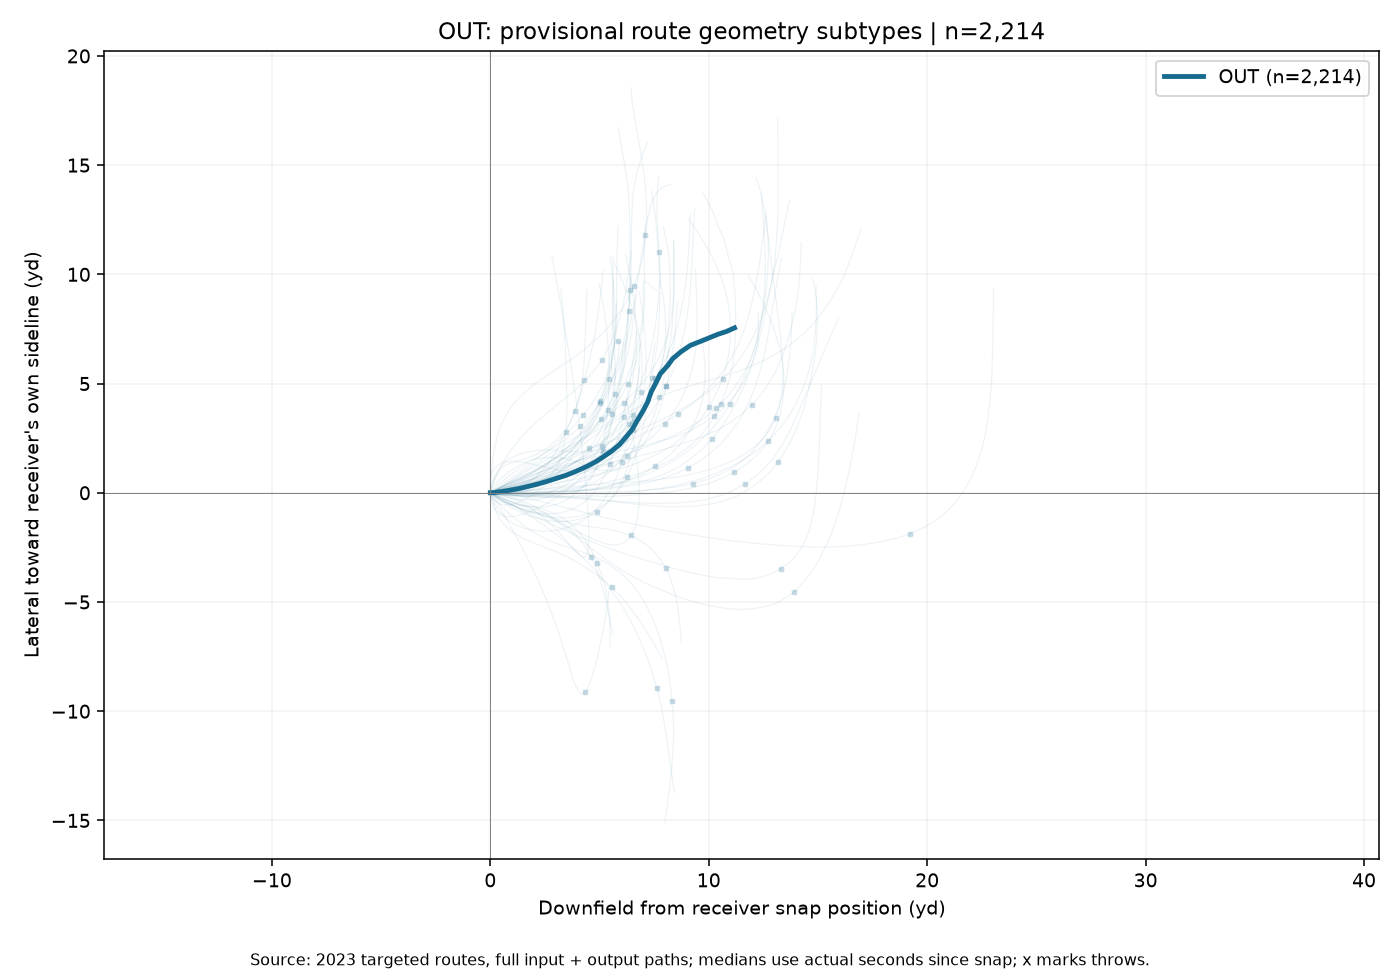 OUT: provisional route geometry subtypes | n=2,214
OUT (n=2,214)
20
15
10
5
0
−5
−10
−15
Lateral toward receiver's own sideline (yd)
−10
0
10
20
30
40
Downfield from receiver snap position (yd)
Source: 2023 targeted routes, full input + output paths; medians use actual seconds since snap; x marks throws.